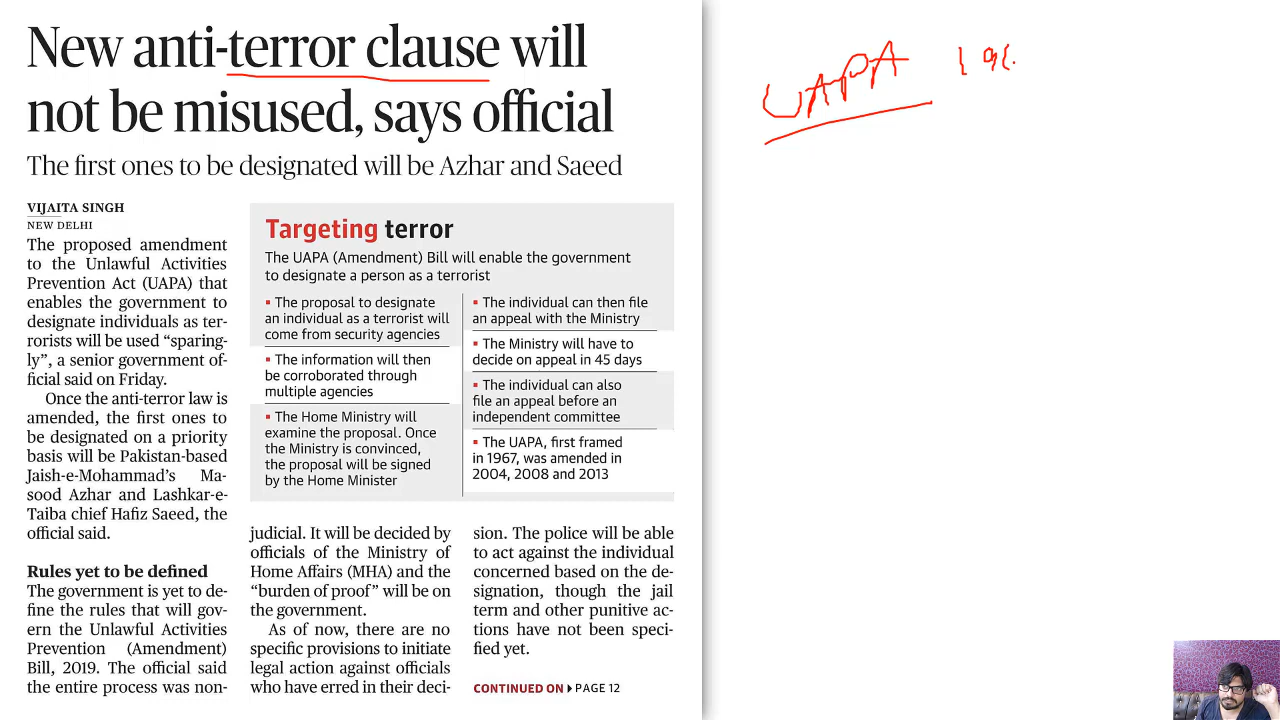 New anti-terror clause will
not be misused, says official
The first ones to be designated will be Azhar and Saeed
VIJAITA SINGH
NEW DELHI
The proposed amendment
to the Unlawful Activities
Prevention Act (UAPA) that
enables the government to
designate individuals as ter-
rorists will be used “sparing-
ly”, a senior government of-
ficial said on Friday.
Once the anti-terror law is
amended, the first ones to
be designated on a priority
basis will be Pakistan-based
Jaish-e-Mohammad’s Ma-
sood Azhar and Lashkar-e-
Taiba chief Hafiz Saeed, the
official said.
Rules yet to be defined
The government is yet to de-
fine the rules that will gov-
ern the Unlawful Activities
Prevention (Amendment)
Bill, 2019. The official said
the entire process was non-
Targeting terror
The UAPA (Amendment) Bill will enable the government
to designate a person as a terrorist
▪ The proposal to designate
an individual as a terrorist will
come from security agencies
▪ The information will then
be corroborated through
multiple agencies
▪ The Home Ministry will
examine the proposal. Once
the Ministry is convinced,
the proposal will be signed
by the Home Minister
▪ The individual can then file
an appeal with the Ministry
▪ The Ministry will have to
decide on appeal in 45 days
▪ The individual can also
file an appeal before an
independent committee
▪ The UAPA, first framed
in 1967, was amended in
2004, 2008 and 2013
judicial. It will be decided by
officials of the Ministry of
Home Affairs (MHA) and the
“burden of proof” will be on
the government.
As of now, there are no
specific provisions to initiate
legal action against officials
who have erred in their deci-
sion. The police will be able
to act against the individual
concerned based on the de-
signation, though the jail
term and other punitive ac-
tions have not been speci-
fied yet.
CONTINUED ON PAGE 12
UAPA